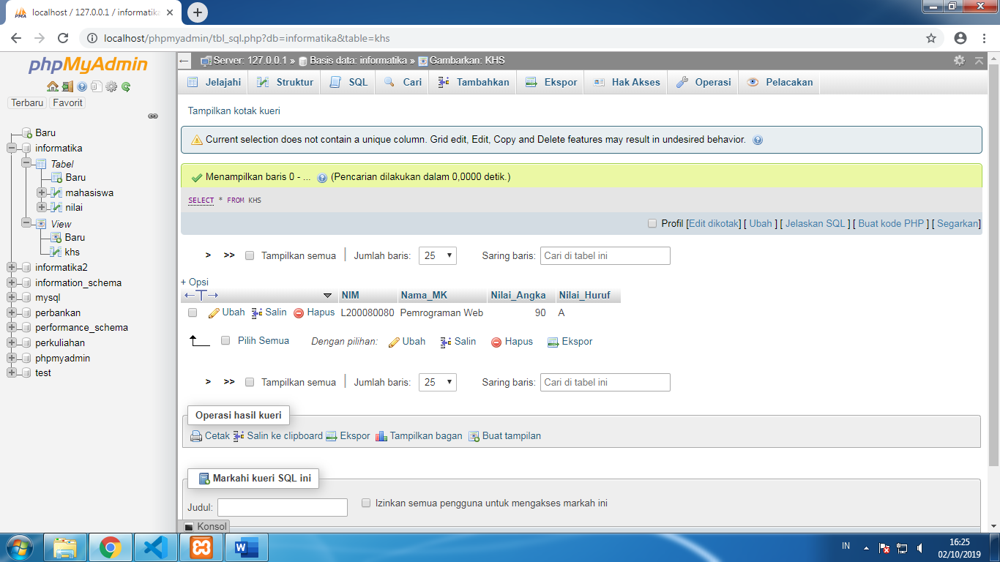 localhost / 127.0.0.1 / informatika
localhost/phpmyadmin/tbl_sql.php?db=informatika&table=khs
phpMyAdmin
Terbaru Favorit
Baru
informatika
Tabel
Baru
mahasiswa
nilai
View
Baru
khs
informatika2
information_schema
mysql
perbankan
performance_schema
perkuliahan
phpmyadmin
test
Server: 127.0.0.1 » Basis data: informatika » Gambarkan: KHS
Jelajahi Struktur SQL Cari Tambahkan Ekspor Hak Akses Operasi Pelacakan
Tampilkan kotak kueri
Current selection does not contain a unique column. Grid edit, Edit, Copy and Delete features may result in undesired behavior.
Menampilkan baris 0 - ... (Pencarian dilakukan dalam 0,0000 detik.)
SELECT * FROM KHS
Profil [Edit dikotak] [ Ubah ] [ Jelaskan SQL ] [ Buat kode PHP ] [ Segarkan]
> >> Tampilkan semua | Jumlah baris: 25 Saring baris: Cari di tabel ini
+ Opsi
←T→ NIM Nama_MK Nilai_Angka Nilai_Huruf
Ubah Salin Hapus L200080080 Pemrograman Web 90 A
Pilih Semua Dengan pilihan: Ubah Salin Hapus Ekspor
> >> Tampilkan semua | Jumlah baris: 25 Saring baris: Cari di tabel ini
Operasi hasil kueri
Cetak Salin ke clipboard Ekspor Tampilkan bagan Buat tampilan
Markahi kueri SQL ini
Judul: Izinkan semua pengguna untuk mengakses markah ini
Konsol
IN 16:25
02/10/2019